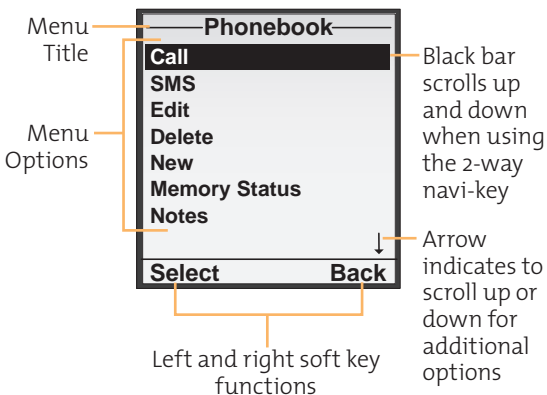 Menu
Title
Phonebook
Call
SMS
Edit
Delete
New
Memory Status
Notes
Select Back
Menu
Options
Black bar
scrolls up
and down
when using
the 2-way
navi-key
Arrow
indicates to
scroll up or
down for
additional
options
Left and right soft key
functions